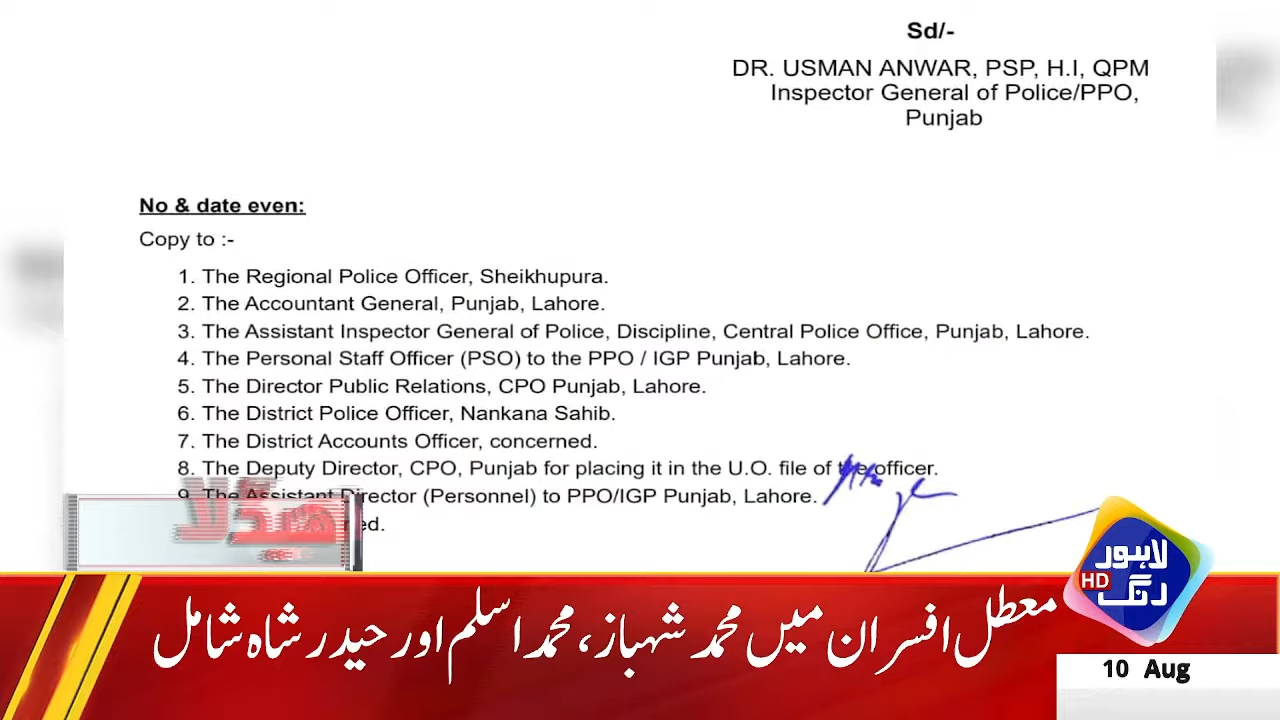 Sd/-
DR. USMAN ANWAR, PSP, H.I, QPM
Inspector General of Police/PPO,
Punjab
No & date even:
Copy to :-
1. The Regional Police Officer, Sheikhupura.
2. The Accountant General, Punjab, Lahore.
3. The Assistant Inspector General of Police, Discipline, Central Police Office, Punjab, Lahore.
4. The Personal Staff Officer (PSO) to the PPO / IGP Punjab, Lahore.
5. The Director Public Relations, CPO Punjab, Lahore.
6. The District Police Officer, Nankana Sahib.
7. The District Accounts Officer, concerned.
8. The Deputy Director, CPO, Punjab for placing it in the U.O. file of the officer.
9. The Assistant Director (Personnel) to PPO/IGP Punjab, Lahore.
لاہور
HD رنگ
معطل افسران میں محمد شہباز، محمد اسلم اور حیدر شاہ شامل
10 Aug